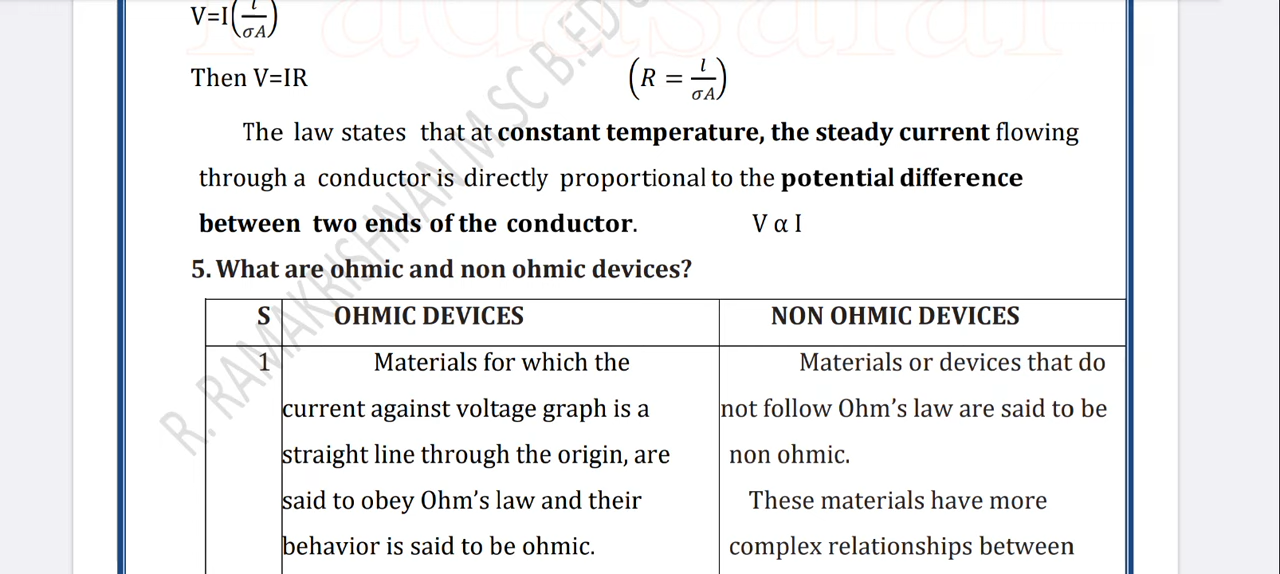 V=I(l/σA)
Then V=IR (R = l/σA)
The law states that at constant temperature, the steady current flowing
through a conductor is directly proportional to the potential difference
between two ends of the conductor. V α I
5. What are ohmic and non ohmic devices?
S OHMIC DEVICES NON OHMIC DEVICES
1 Materials for which the
current against voltage graph is a
straight line through the origin, are
said to obey Ohm's law and their
behavior is said to be ohmic.
Materials or devices that do
not follow Ohm's law are said to be
non ohmic.
These materials have more
complex relationships between
R. RAMAKRISHNAN M.SC B.ED
Padasalai